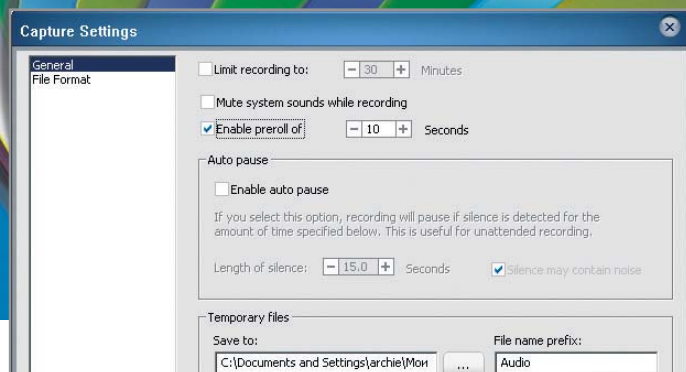 Capture Settings
General
File Format
Limit recording to: 30 Minutes
Mute system sounds while recording
Enable preroll of 10 Seconds
Auto pause
Enable auto pause
If you select this option, recording will pause if silence is detected for the
amount of time specified below. This is useful for unattended recording.
Length of silence: 15.0 Seconds Silence may contain noise
Temporary files
Save to: File name prefix:
C:\Documents and Settings\archie\Мои ... Audio